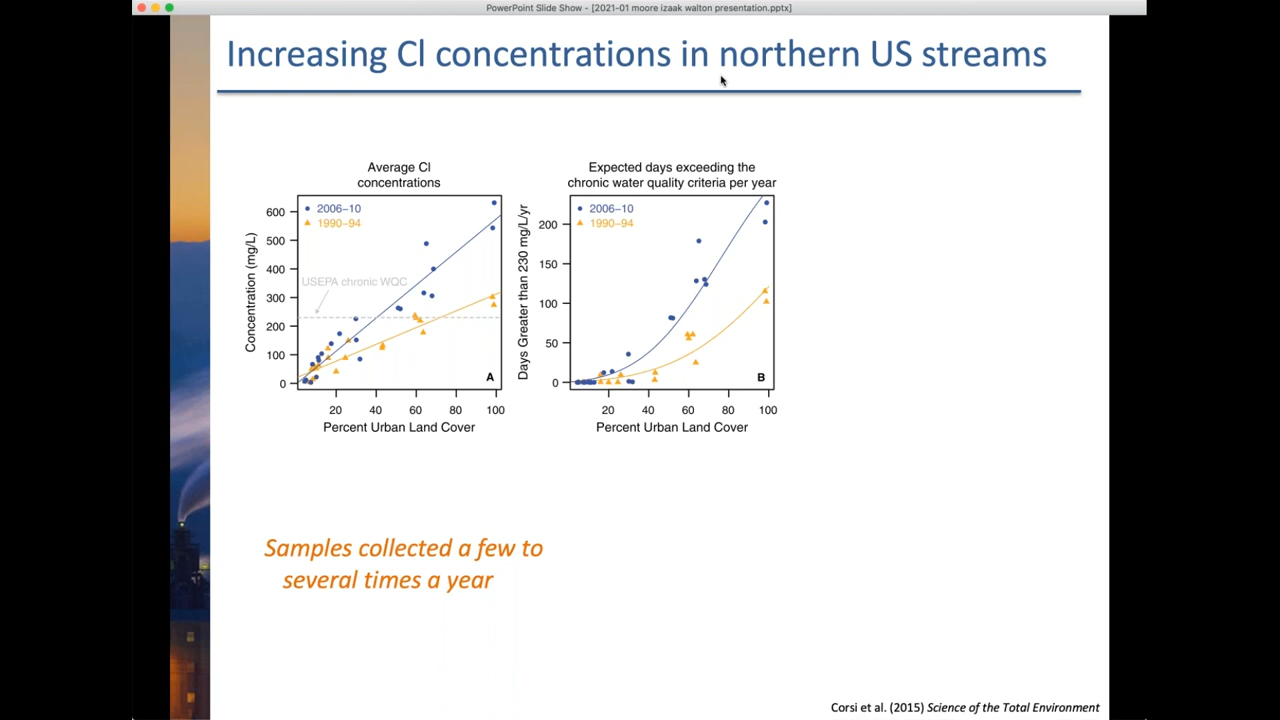 PowerPoint Slide Show - [2021-01 moore izaak walton presentation.pptx]
Increasing Cl concentrations in northern US streams
Average Cl
concentrations
Concentration (mg/L)
600
500
400
300
200
100
0
2006−10
1990−94
USEPA chronic WQC
A
20 40 60 80 100
Percent Urban Land Cover
Expected days exceeding the
chronic water quality criteria per year
Days Greater than 230 mg/L/yr
200
150
100
50
0
2006−10
1990−94
B
20 40 60 80 100
Percent Urban Land Cover
Samples collected a few to
several times a year
Corsi et al. (2015) Science of the Total Environment